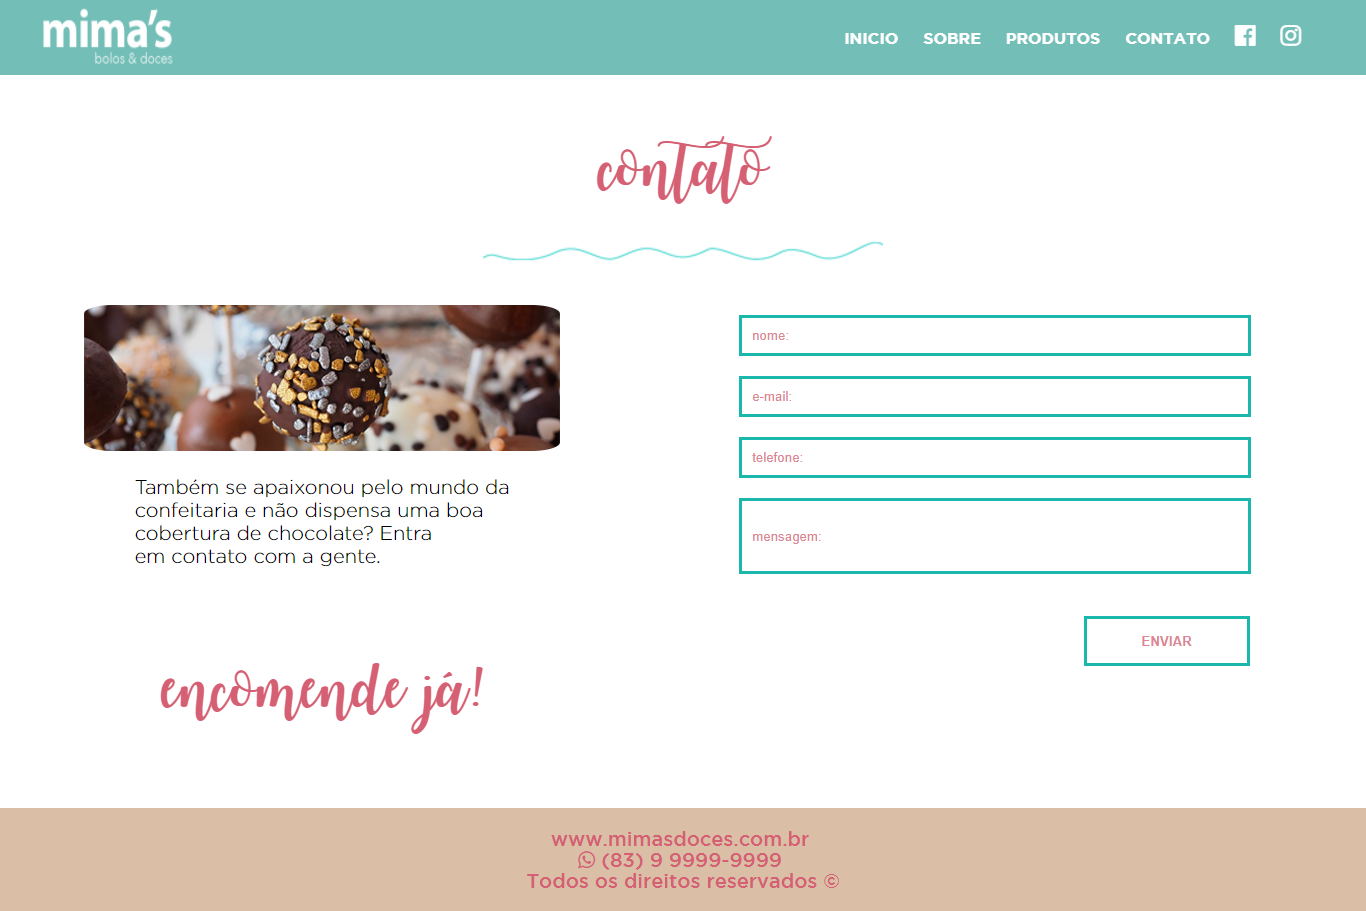 mima's
bolos & doces
INICIO SOBRE PRODUTOS CONTATO
contato
Também se apaixonou pelo mundo da
confeitaria e não dispensa uma boa
cobertura de chocolate? Entra
em contato com a gente.
encomende já!
nome:
e-mail:
telefone:
mensagem:
ENVIAR
www.mimasdoces.com.br
(83) 9 9999-9999
Todos os direitos reservados ©